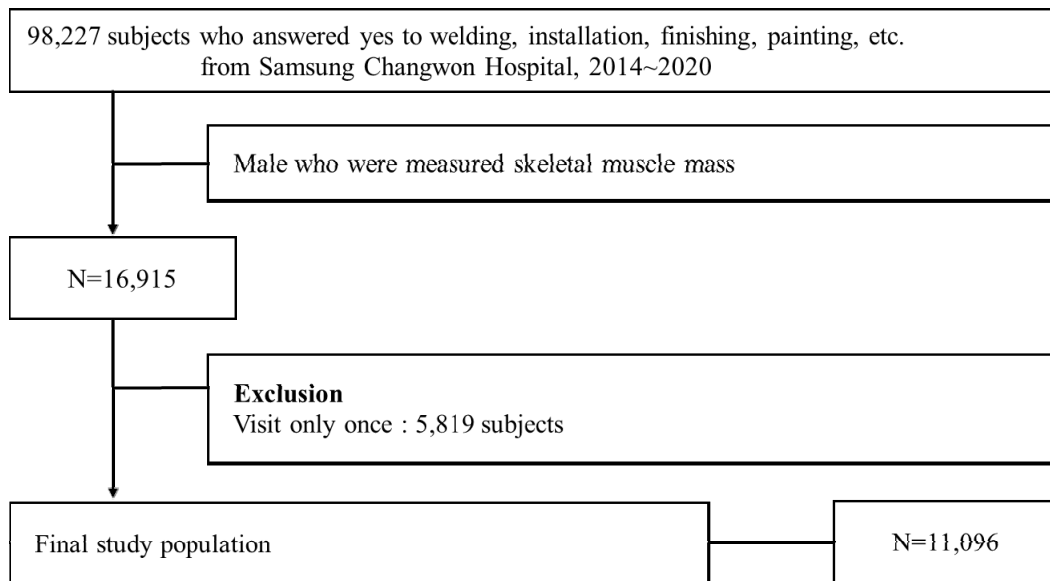 98,227 subjects who answered yes to welding, installation, finishing, painting, etc.
from Samsung Changwon Hospital, 2014~2020
Male who were measured skeletal muscle mass
N=16,915
Exclusion
Visit only once : 5,819 subjects
Final study population
N=11,096